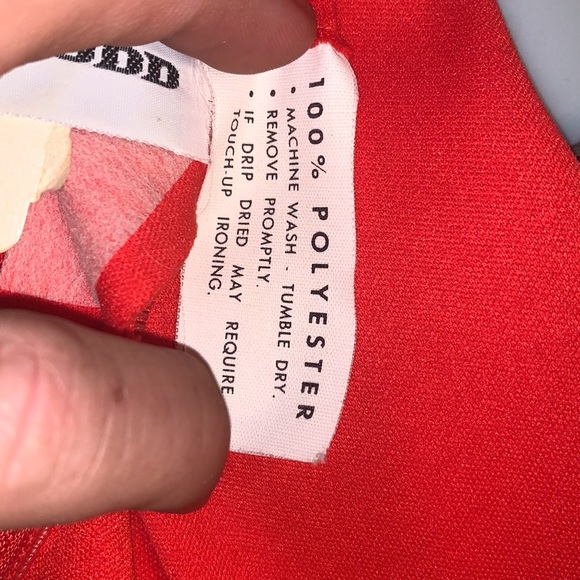 100% POLYESTER
• MACHINE WASH - TUMBLE DRY.
• REMOVE PROMPTLY.
• IF DRIP DRIED MAY REQUIRE
TOUCH-UP IRONING.